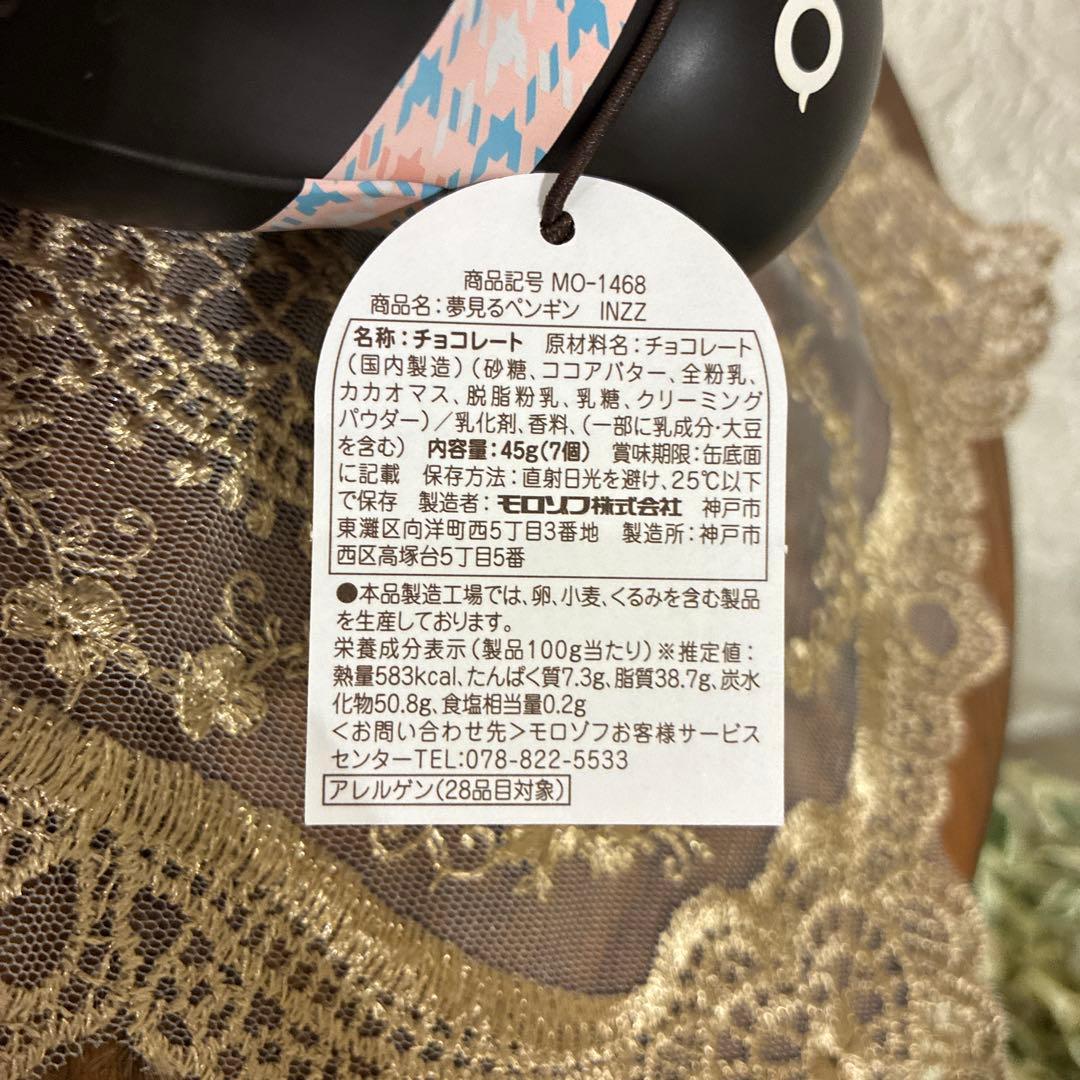 商品記号 MO-1468
商品名：夢見るペンギン　INZZ
名称：チョコレート　原材料名：チョコレート
（国内製造）（砂糖、ココアバター、全粉乳、
カカオマス、脱脂粉乳、乳糖、クリーミング
パウダー）／乳化剤、香料、（一部に乳成分・大豆
を含む）　内容量：45g(7個)　賞味期限：缶底面
に記載　保存方法：直射日光を避け、25℃以下
で保存　製造者：モロゾフ株式会社　神戸市
東灘区向洋町西5丁目3番地　製造所：神戸市
西区高塚台5丁目5番
●本品製造工場では、卵、小麦、くるみを含む製品
を生産しております。
栄養成分表示（製品100g当たり）※推定値：
熱量583kcal、たんぱく質7.3g、脂質38.7g、炭水
化物50.8g、食塩相当量0.2g
＜お問い合わせ先＞モロゾフお客様サービス
センターTEL:078-822-5533
アレルゲン（28品目対象）